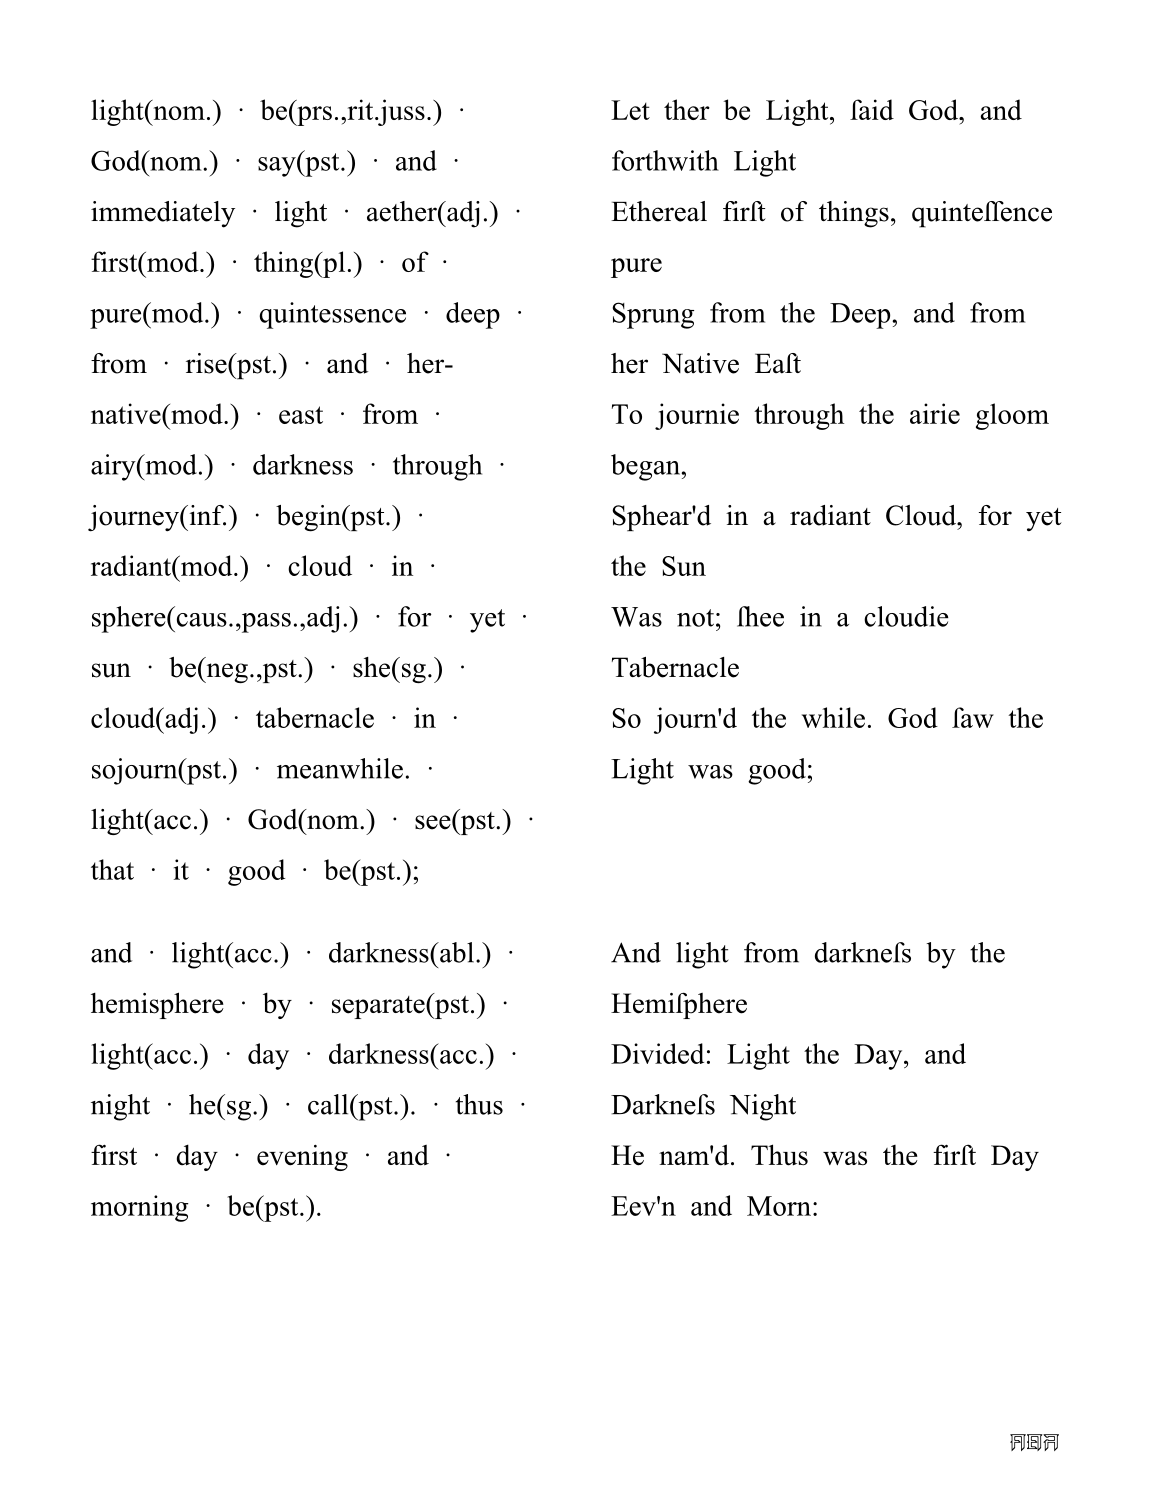 light(nom.) · be(prs.,rit.juss.) ·
God(nom.) · say(pst.) · and ·
immediately · light · aether(adj.) ·
first(mod.) · thing(pl.) · of ·
pure(mod.) · quintessence · deep ·
from · rise(pst.) · and · her-
native(mod.) · east · from ·
airy(mod.) · darkness · through ·
journey(inf.) · begin(pst.) ·
radiant(mod.) · cloud · in ·
sphere(caus.,pass.,adj.) · for · yet ·
sun · be(neg.,pst.) · she(sg.) ·
cloud(adj.) · tabernacle · in ·
sojourn(pst.) · meanwhile. ·
light(acc.) · God(nom.) · see(pst.) ·
that · it · good · be(pst.);
Let ther be Light, ſaid God, and
forthwith Light
Ethereal firſt of things, quinteſſence
pure
Sprung from the Deep, and from
her Native Eaſt
To journie through the airie gloom
began,
Sphear'd in a radiant Cloud, for yet
the Sun
Was not; ſhee in a cloudie
Tabernacle
So journ'd the while. God ſaw the
Light was good;
and · light(acc.) · darkness(abl.) ·
hemisphere · by · separate(pst.) ·
light(acc.) · day · darkness(acc.) ·
night · he(sg.) · call(pst.). · thus ·
first · day · evening · and ·
morning · be(pst.).
And light from darkneſs by the
Hemiſphere
Divided: Light the Day, and
Darkneſs Night
He nam'd. Thus was the firſt Day
Eev'n and Morn: